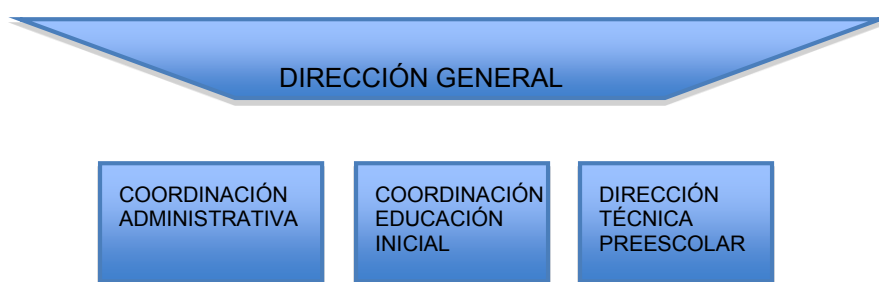 DIRECCIÓN GENERAL
COORDINACIÓN
ADMINISTRATIVA
COORDINACIÓN
EDUCACIÓN
INICIAL
DIRECCIÓN
TÉCNICA
PREESCOLAR